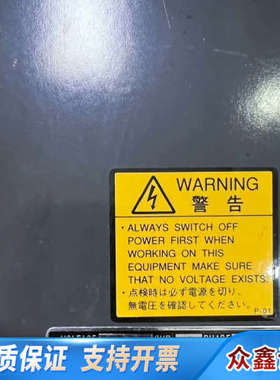 WARNING
警告
・ALWAYS SWITCH OFF
POWER FIRST WHEN
WORKING ON THIS
EQUIPMENT MAKE SURE
THAT NO VOLTAGE EXISTS.
・点検時は必ず電源を切り、
無電圧を確認してください。
P-01
质保证 支持开票
众鑫